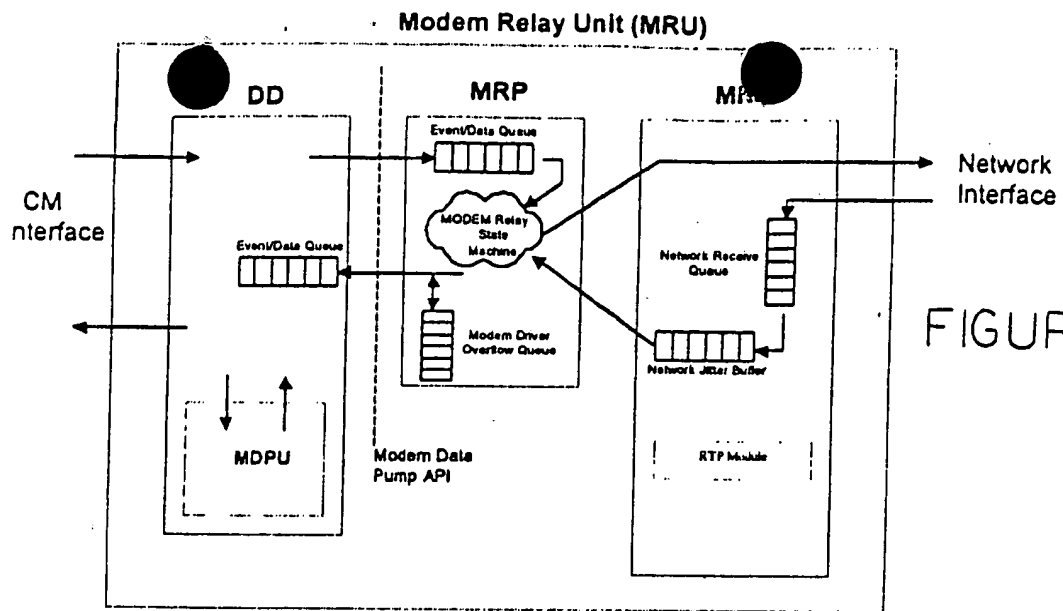 Modem Relay Unit (MRU)
DD
MRP
Event/Data Queue
MODEM Relay
State
Machine
Event/Data Queue
Modem Driver
Overflow Queue
MDPU
Modem Data
Pump API
Network Receive
Queue
Network Jitter Buffer
RTP Module
CM
nterface
Network
Interface
FIGUR